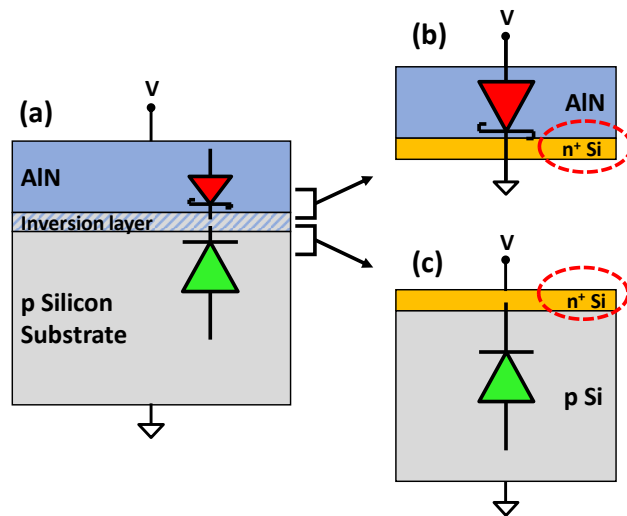 (a)
V
AlN
Inversion layer
p Silicon
Substrate
(b)
V
AlN
n⁺ Si
(c)
V
n⁺ Si
p Si